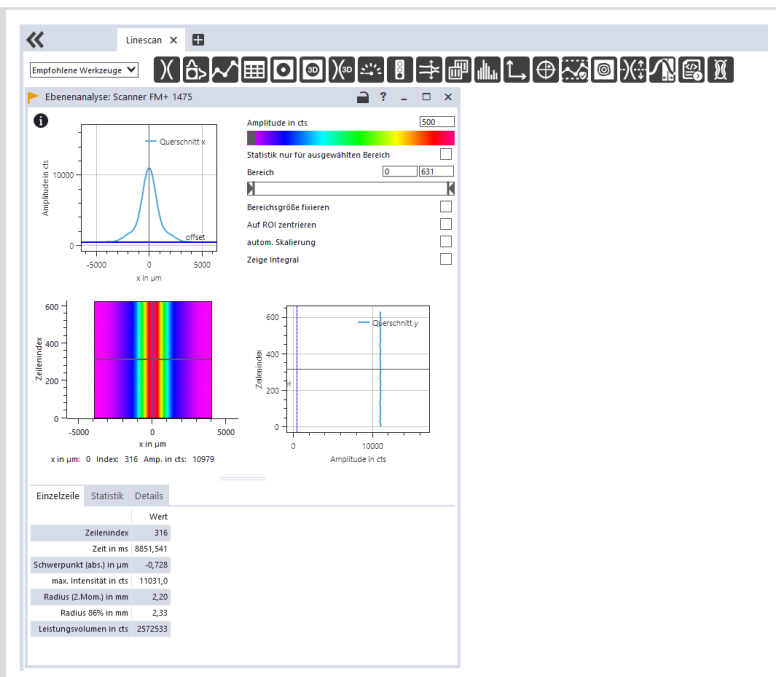 Linescan
Empfohlene Werkzeuge
3D
3D
Ebenenanalyse: Scanner FM+ 1475
?
Querschnitt x
Amplitude in cts
10000
0
offset
-5000
0
5000
x in µm
Amplitude in cts
500
Statistik nur für ausgewählten Bereich
Bereich
0
631
Bereichsgröße fixieren
Auf ROI zentrieren
autom. Skalierung
Zeige Integral
600
400
200
0
Zeilenindex
-5000
0
5000
x in µm
x in µm: 0 Index: 316 Amp. in cts: 10979
Querschnitt y
600
400
200
0
Zeilenindex
0
10000
Amplitude in cts
Einzelzeile Statistik Details
Wert
Zeilenindex 316
Zeit in ms 8851,541
Schwerpunkt (abs.) in µm -0,728
max. Intensität in cts 11031,0
Radius (2.Mom.) in mm 2,20
Radius 86% in mm 2,33
Leistungsvolumen in cts 2572533